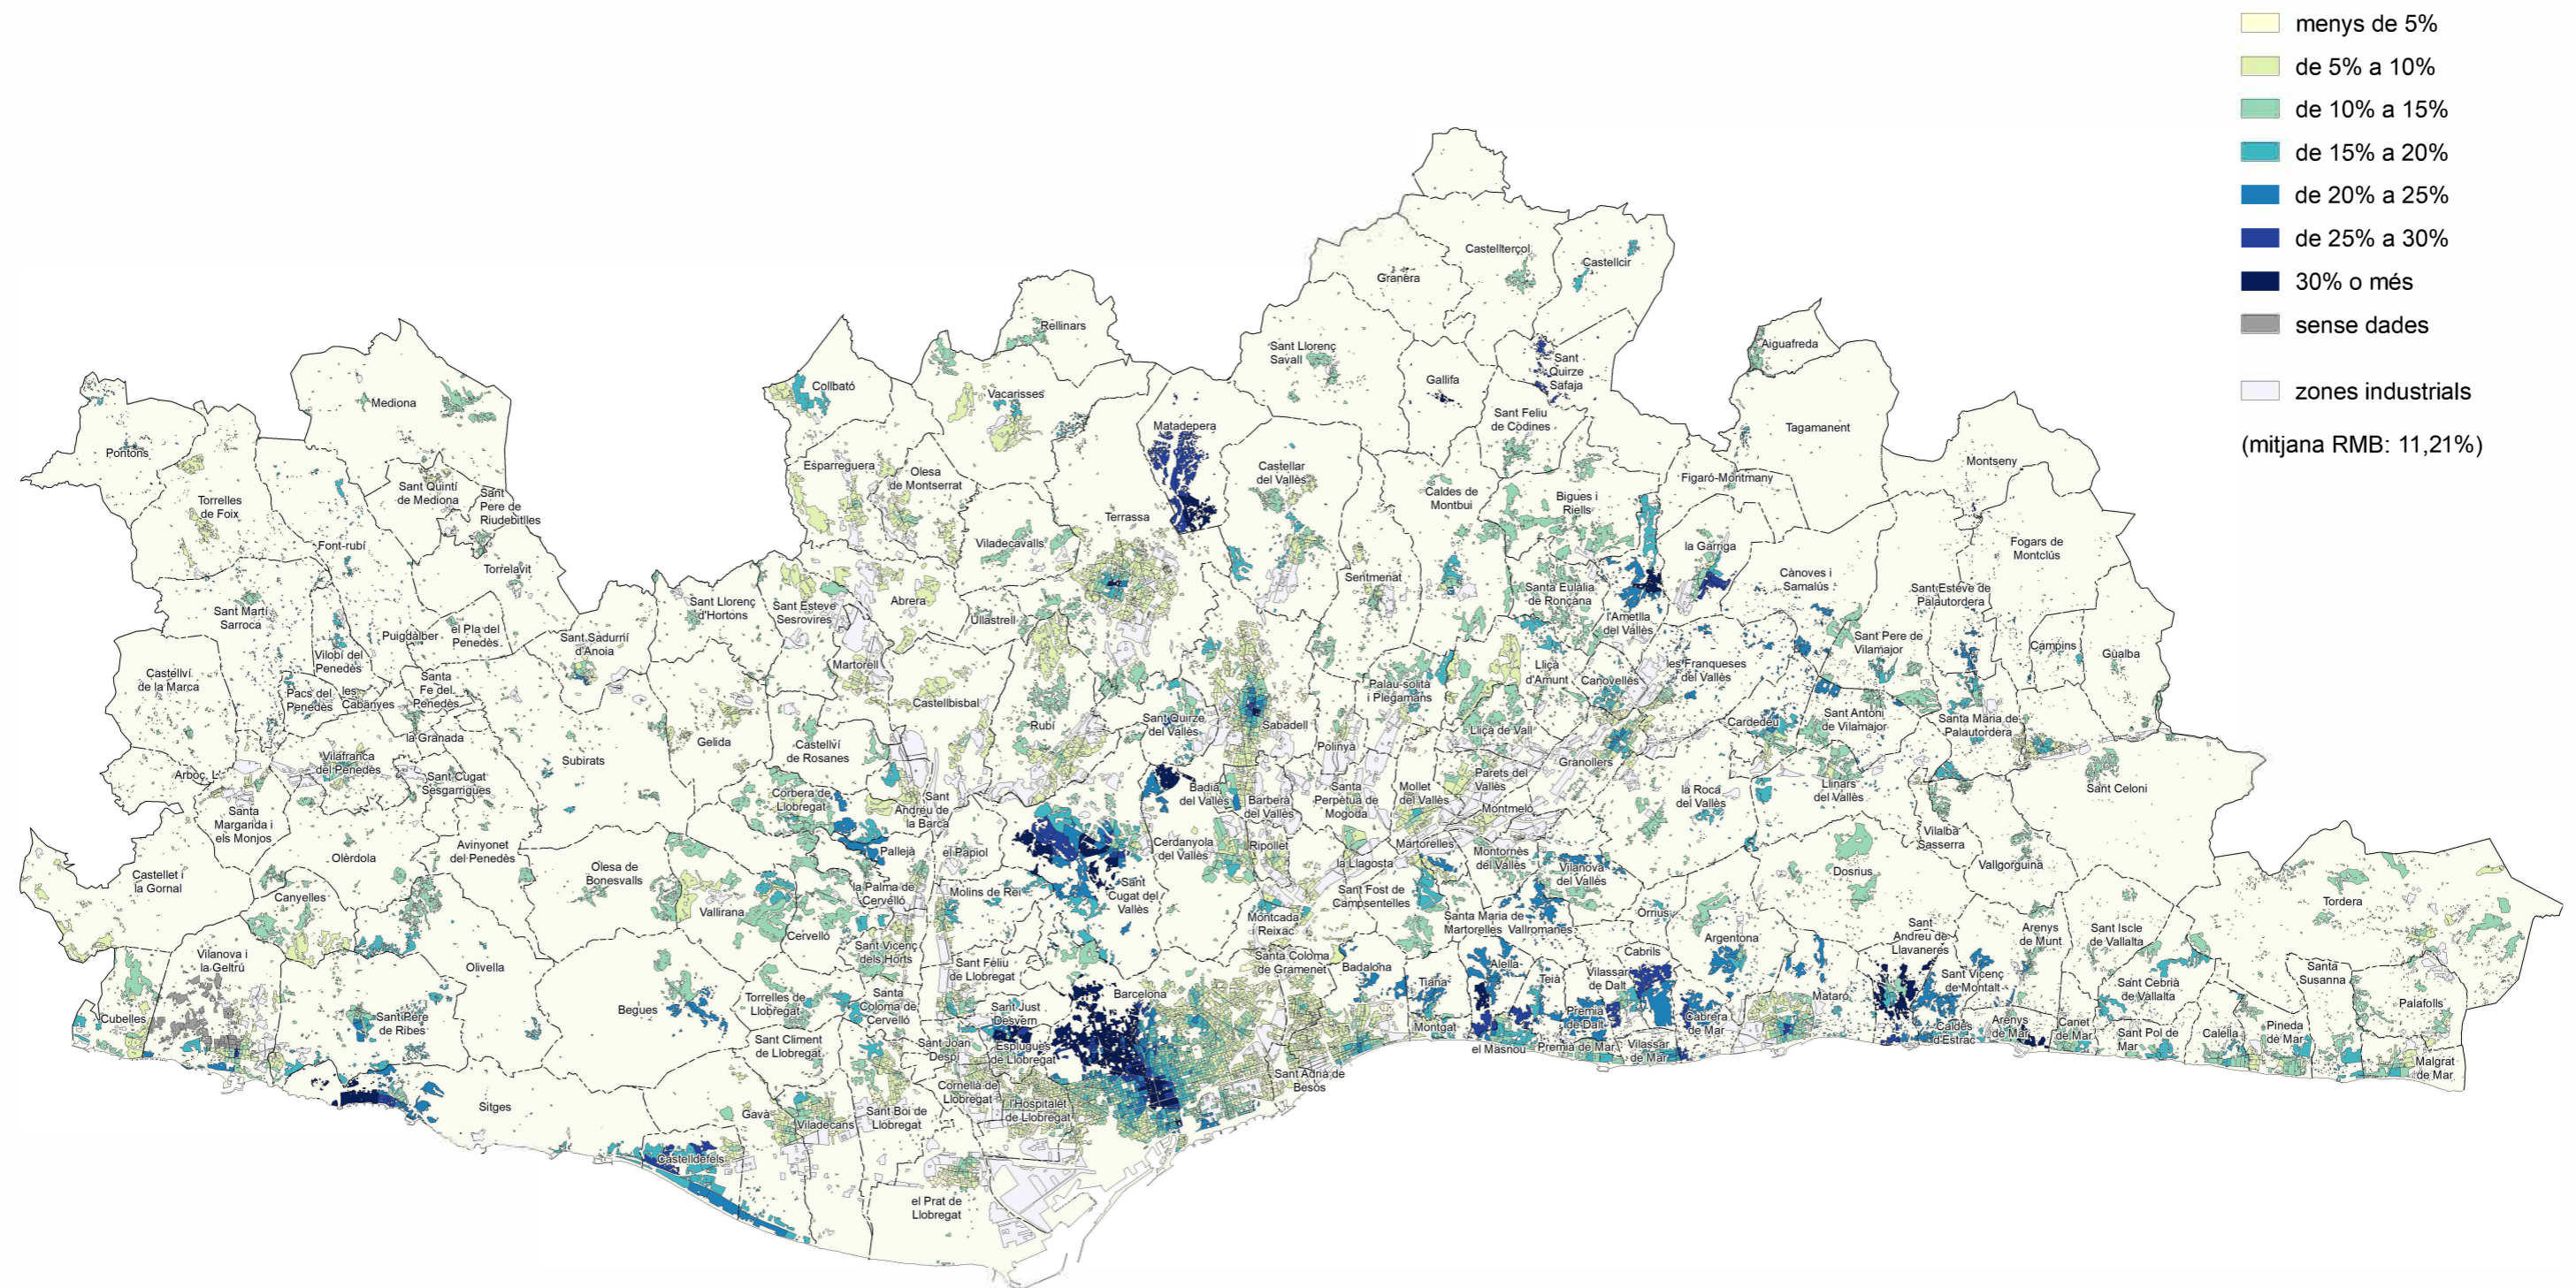 menys de 5%
de 5% a 10%
de 10% a 15%
de 15% a 20%
de 20% a 25%
de 25% a 30%
30% o més
sense dades
zones industrials
(mitjana RMB: 11,21%)
Castellterçol
Castellcir
Granera
Rellinars
Sant Llorenç
Savall
Sant
Quirze
Safaja
Aiguafreda
Collbató
Gallifa
Vacarisses
Mediona
Sant Feliu
de Codines
Matadepera
Tagamanent
Pontons
Montseny
Esparreguera
Olesa
de Montserrat
Castellar
del Vallès
Figaró-Montmany
Sant Quintí
de Mediona
Sant
Pere de
Riudebitlles
Torrelles
de Foix
Caldes de
Montbui
Bigues i
Riells
Terrassa
Viladecavalls
Font-rubí
la Garriga
Fogars de
Montclús
Torrelavit
Sentmenat
Cànoves i
Samalús
Santa Eulàlia
de Ronçana
Sant Esteve de
Palautordera
Sant Llorenç
d'Hortons
Sant Esteve
Sesrovires
Abrera
Sant Martí
Sarroca
Ullastrell
l'Ametlla
del Vallès
Puigdàlber
el Pla del
Penedès
Sant Sadurní
d'Anoia
Sant Pere de
Vilamajor
Campins
Gualba
Vilobí del
Penedès
Martorell
Lliçà
d'Amunt
les Franqueses
del Vallès
Canovelles
Castellví
de la Marca
Santa
Fe del
Penedès
Pacs del
Penedès
les
Cabanyes
Castellbisbal
Palau-solità
i Plegamans
Rubí
Sant Quirze
del Vallès
Sabadell
Cardedeu
Sant Antoni
de Vilamajor
Santa Maria de
Palautordera
la Granada
Gelida
Castellví
de Rosanes
Lliçà de Vall
Polinyà
Granollers
Arboç, L'
Vilafranca
del Penedès
Sant Cugat
Sesgarrigues
Subirats
Parets del
Vallès
Llinars
del Vallès
Sant Celoni
Corbera de
Llobregat
Sant
Andreu de
la Barca
Badia
del Vallès
Barberà
del Vallès
Santa
Perpètua de
Mogoda
Mollet
del Vallès
la Roca
del Vallès
Montmeló
Santa
Margarida i
els Monjos
Olèrdola
Avinyonet
del Penedès
Pallejà
el Papiol
Cerdanyola
del Vallès
Ripollet
Martorelles
Montornès
del Vallès
la Llagosta
Vilalba
Sasserra
Vallgorguina
Castellet i
la Gornal
Olesa de
Bonesvalls
Canyelles
Vallirana
la Palma de
Cervelló
Molins de Rei
Sant
Cugat del
Vallès
Sant Fost de
Campsentelles
Vilanova
del Vallès
Dosrius
Tordera
Montcada
i Reixac
Santa Maria de
Martorelles
Vallromanes
Orrius
Cervelló
Sant Vicenç
dels Horts
Argentona
Sant
Andreu de
Llavaneres
Arenys
de Munt
Sant Iscle
de Vallalta
Vilanova i
la Geltrú
Olivella
Sant Feliu
de Llobregat
Santa Coloma
de Gramenet
Badalona
Alella
Cabrils
Teià
Tiana
Vilassar
de Dalt
Sant Vicenç
de Montalt
Santa
Susanna
Sant Cebrià
de Vallalta
Palafolls
Barcelona
Cubelles
Sant Pere
de Ribes
Begues
Torrelles de
Llobregat
Santa
Coloma de
Cervelló
Sant Just
Desvern
Mataró
Premià
de Dalt
Cabrera
de Mar
Montgat
Caldes
d'Estrac
Arenys
de Mar
Canet
de Mar
Sant Pol de
Mar
Calella
Pineda
de Mar
Sant Climent
de Llobregat
Sant Joan
Despí
Esplugues
de Llobregat
el Masnou
Premià de Mar
Vilassar
de Mar
Malgrat
de Mar
Sant Adrià de
Besòs
Cornellà de
Llobregat
l'Hospitalet
de Llobregat
Sitges
Gavà
Viladecans
Sant Boi de
Llobregat
Castelldefels
el Prat de
Llobregat